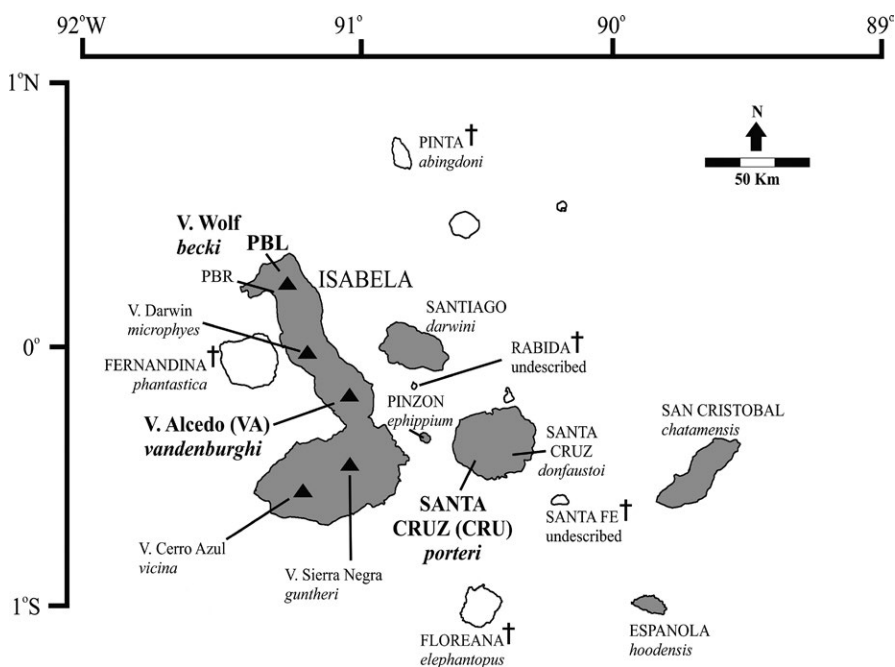 92°W
91°
90°
89°
1°N
N
50 Km
PINTA†
abingdoni
V. Wolf
becki
PBL
PBR
ISABELA
V. Darwin
microphyes
SANTIAGO
darwini
0°
FERNANDINA†
phantastica
RABIDA†
undescribed
PINZON
ephippium
V. Alcedo (VA)
vandenburghi
SANTA
CRUZ
donfaustoi
SAN CRISTOBAL
chatamensis
SANTA
CRUZ (CRU)
porteri
SANTA FE†
undescribed
V. Cerro Azul
vicina
V. Sierra Negra
guntheri
1°S
FLOREANA†
elephantopus
ESPANOLA
hoodensis